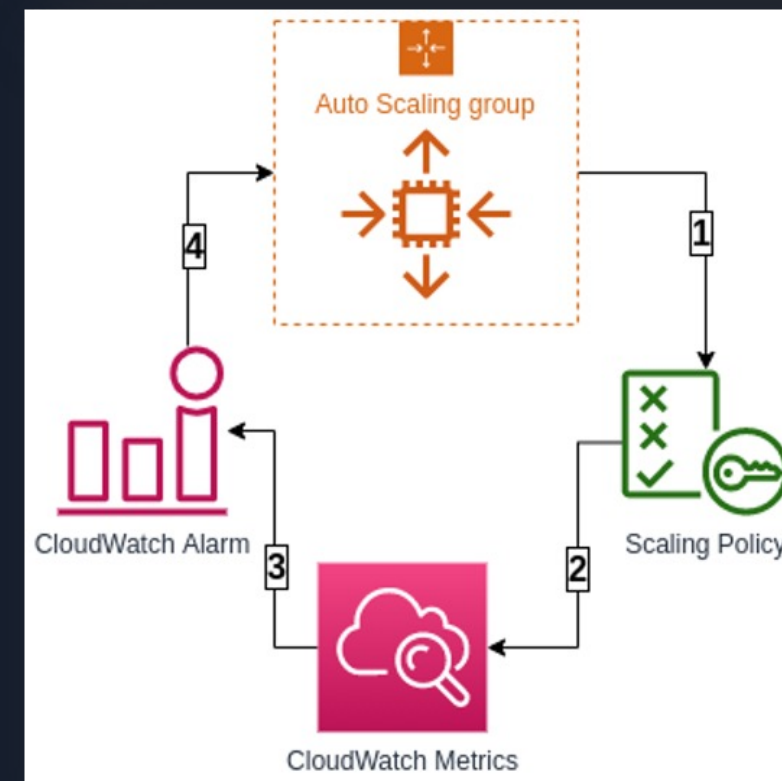 Auto Scaling group
4
1
CloudWatch Alarm
Scaling Policy
3
2
CloudWatch Metrics